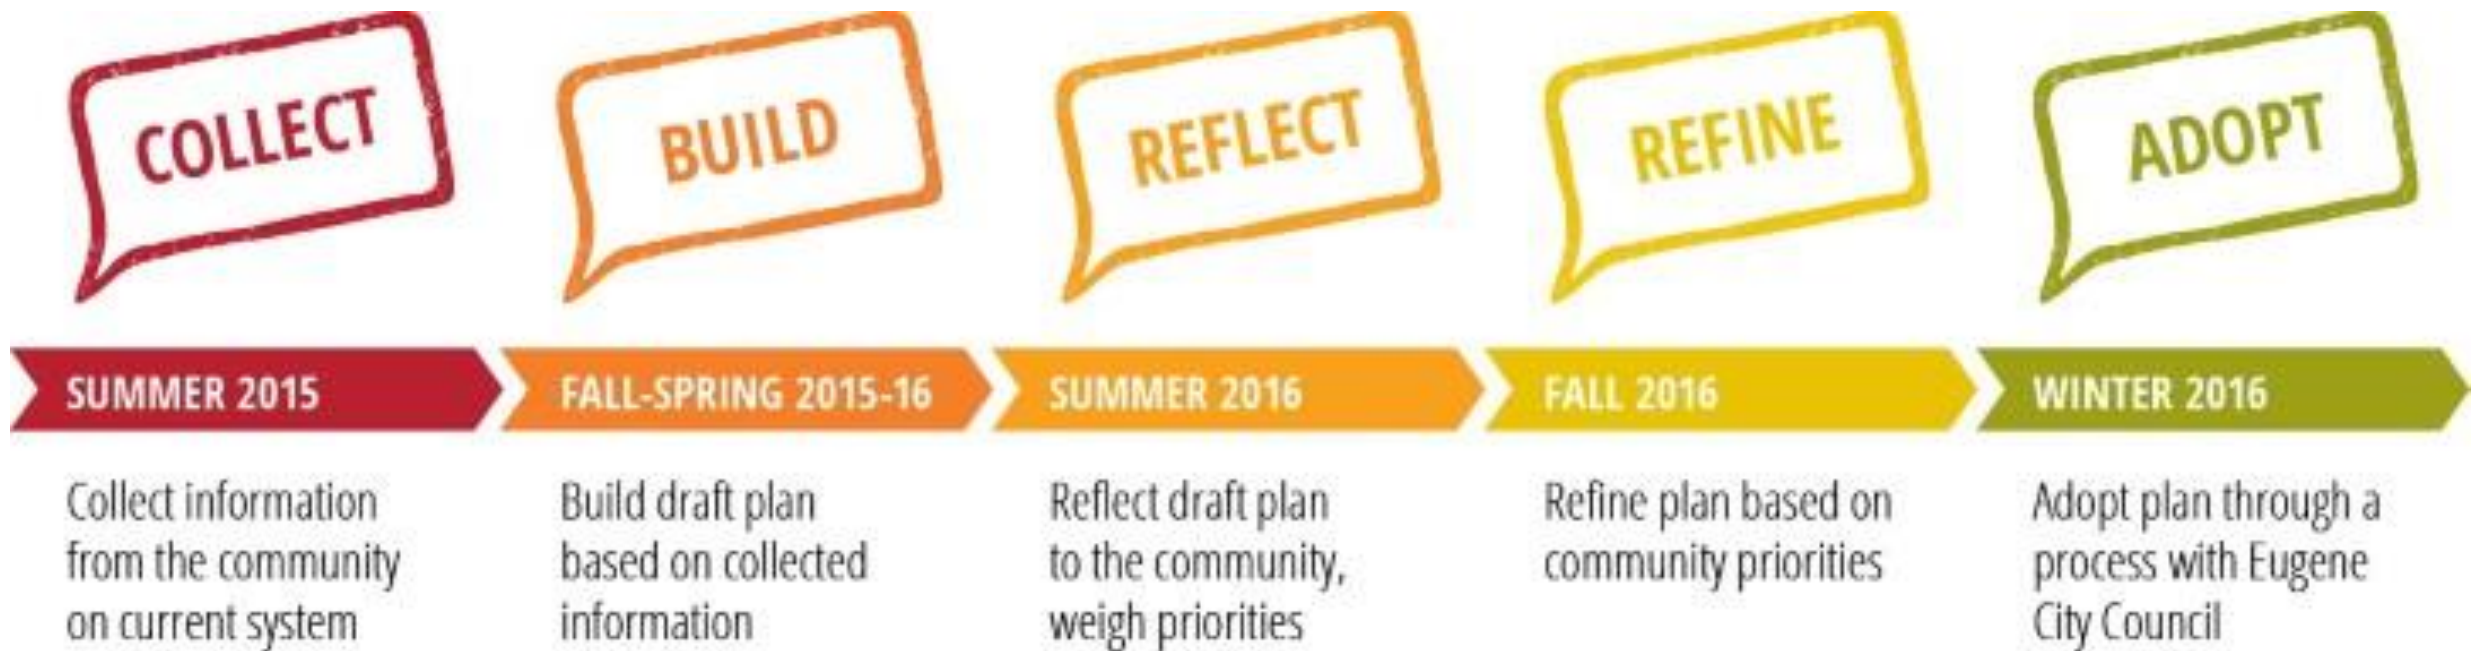 COLLECT
BUILD
REFLECT
REFINE
ADOPT
SUMMER 2015
FALL-SPRING 2015-16
SUMMER 2016
FALL 2016
WINTER 2016
Collect information
from the community
on current system
Build draft plan
based on collected
information
Reflect draft plan
to the community,
weigh priorities
Refine plan based on
community priorities
Adopt plan through a
process with Eugene
City Council